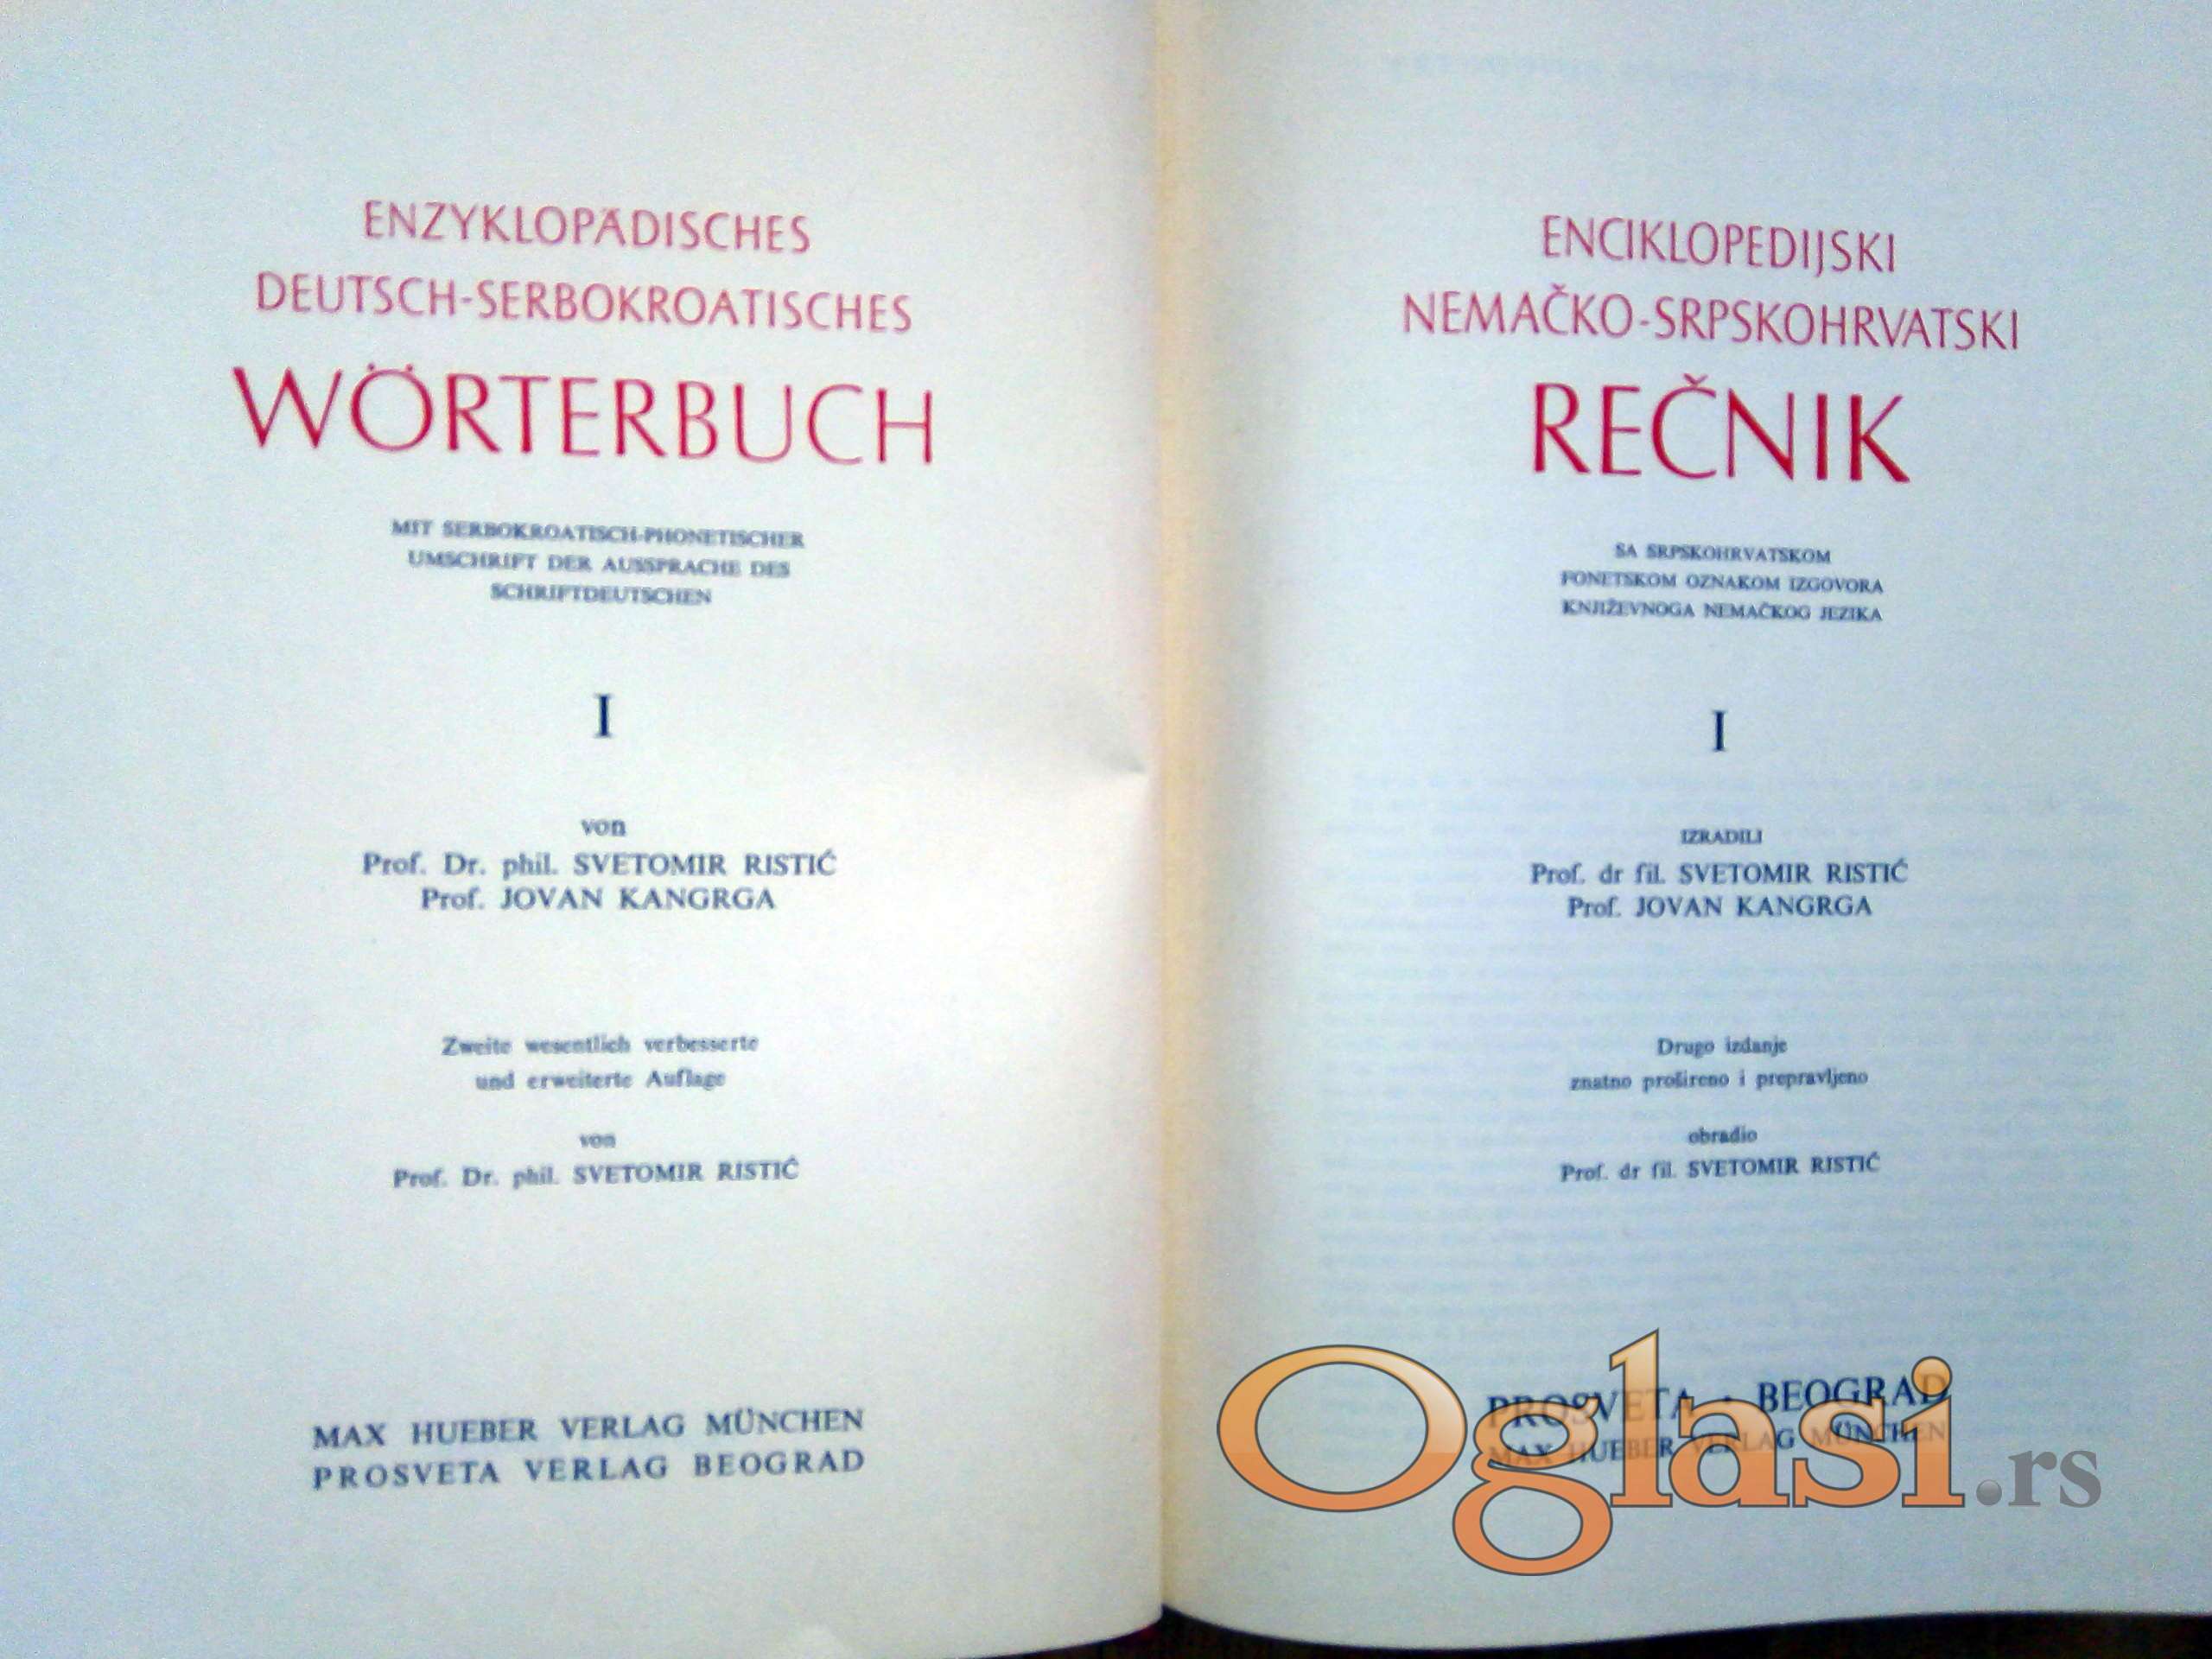 ENZYKLOPÄDISCHES
DEUTSCH-SERBOKROATISCHES
WÖRTERBUCH
MIT SERBOKROATISCH-PHONETISCHER
UMSCHRIFT DER AUSSPRACHE DES
SCHRIFTDEUTSCHEN
I
von
Prof. Dr. phil. SVETOMIR RISTIĆ
Prof. JOVAN KANGRGA
Zweite wesentlich verbesserte
und erweiterte Auflage
von
Prof. Dr. phil. SVETOMIR RISTIĆ
MAX HUEBER VERLAG MÜNCHEN
PROSVETA VERLAG BEOGRAD
ENCIKLOPEDIJSKI
NEMAČKO-SRPSKOHRVATSKI
REČNIK
SA SRPSKOHRVATSKOM
FONETSKOM OZNAKOM IZGOVORA
KNJIŽEVNOGA NEMAČKOG JEZIKA
I
IZRADILI
Prof. dr fil. SVETOMIR RISTIĆ
Prof. JOVAN KANGRGA
Drugo izdanje
znatno prošireno i prepravljeno
obradio
Prof. dr fil. SVETOMIR RISTIĆ
PROSVETA · BEOGRAD
MAX HUEBER VERLAG MÜNCHEN
Oglasi.rs